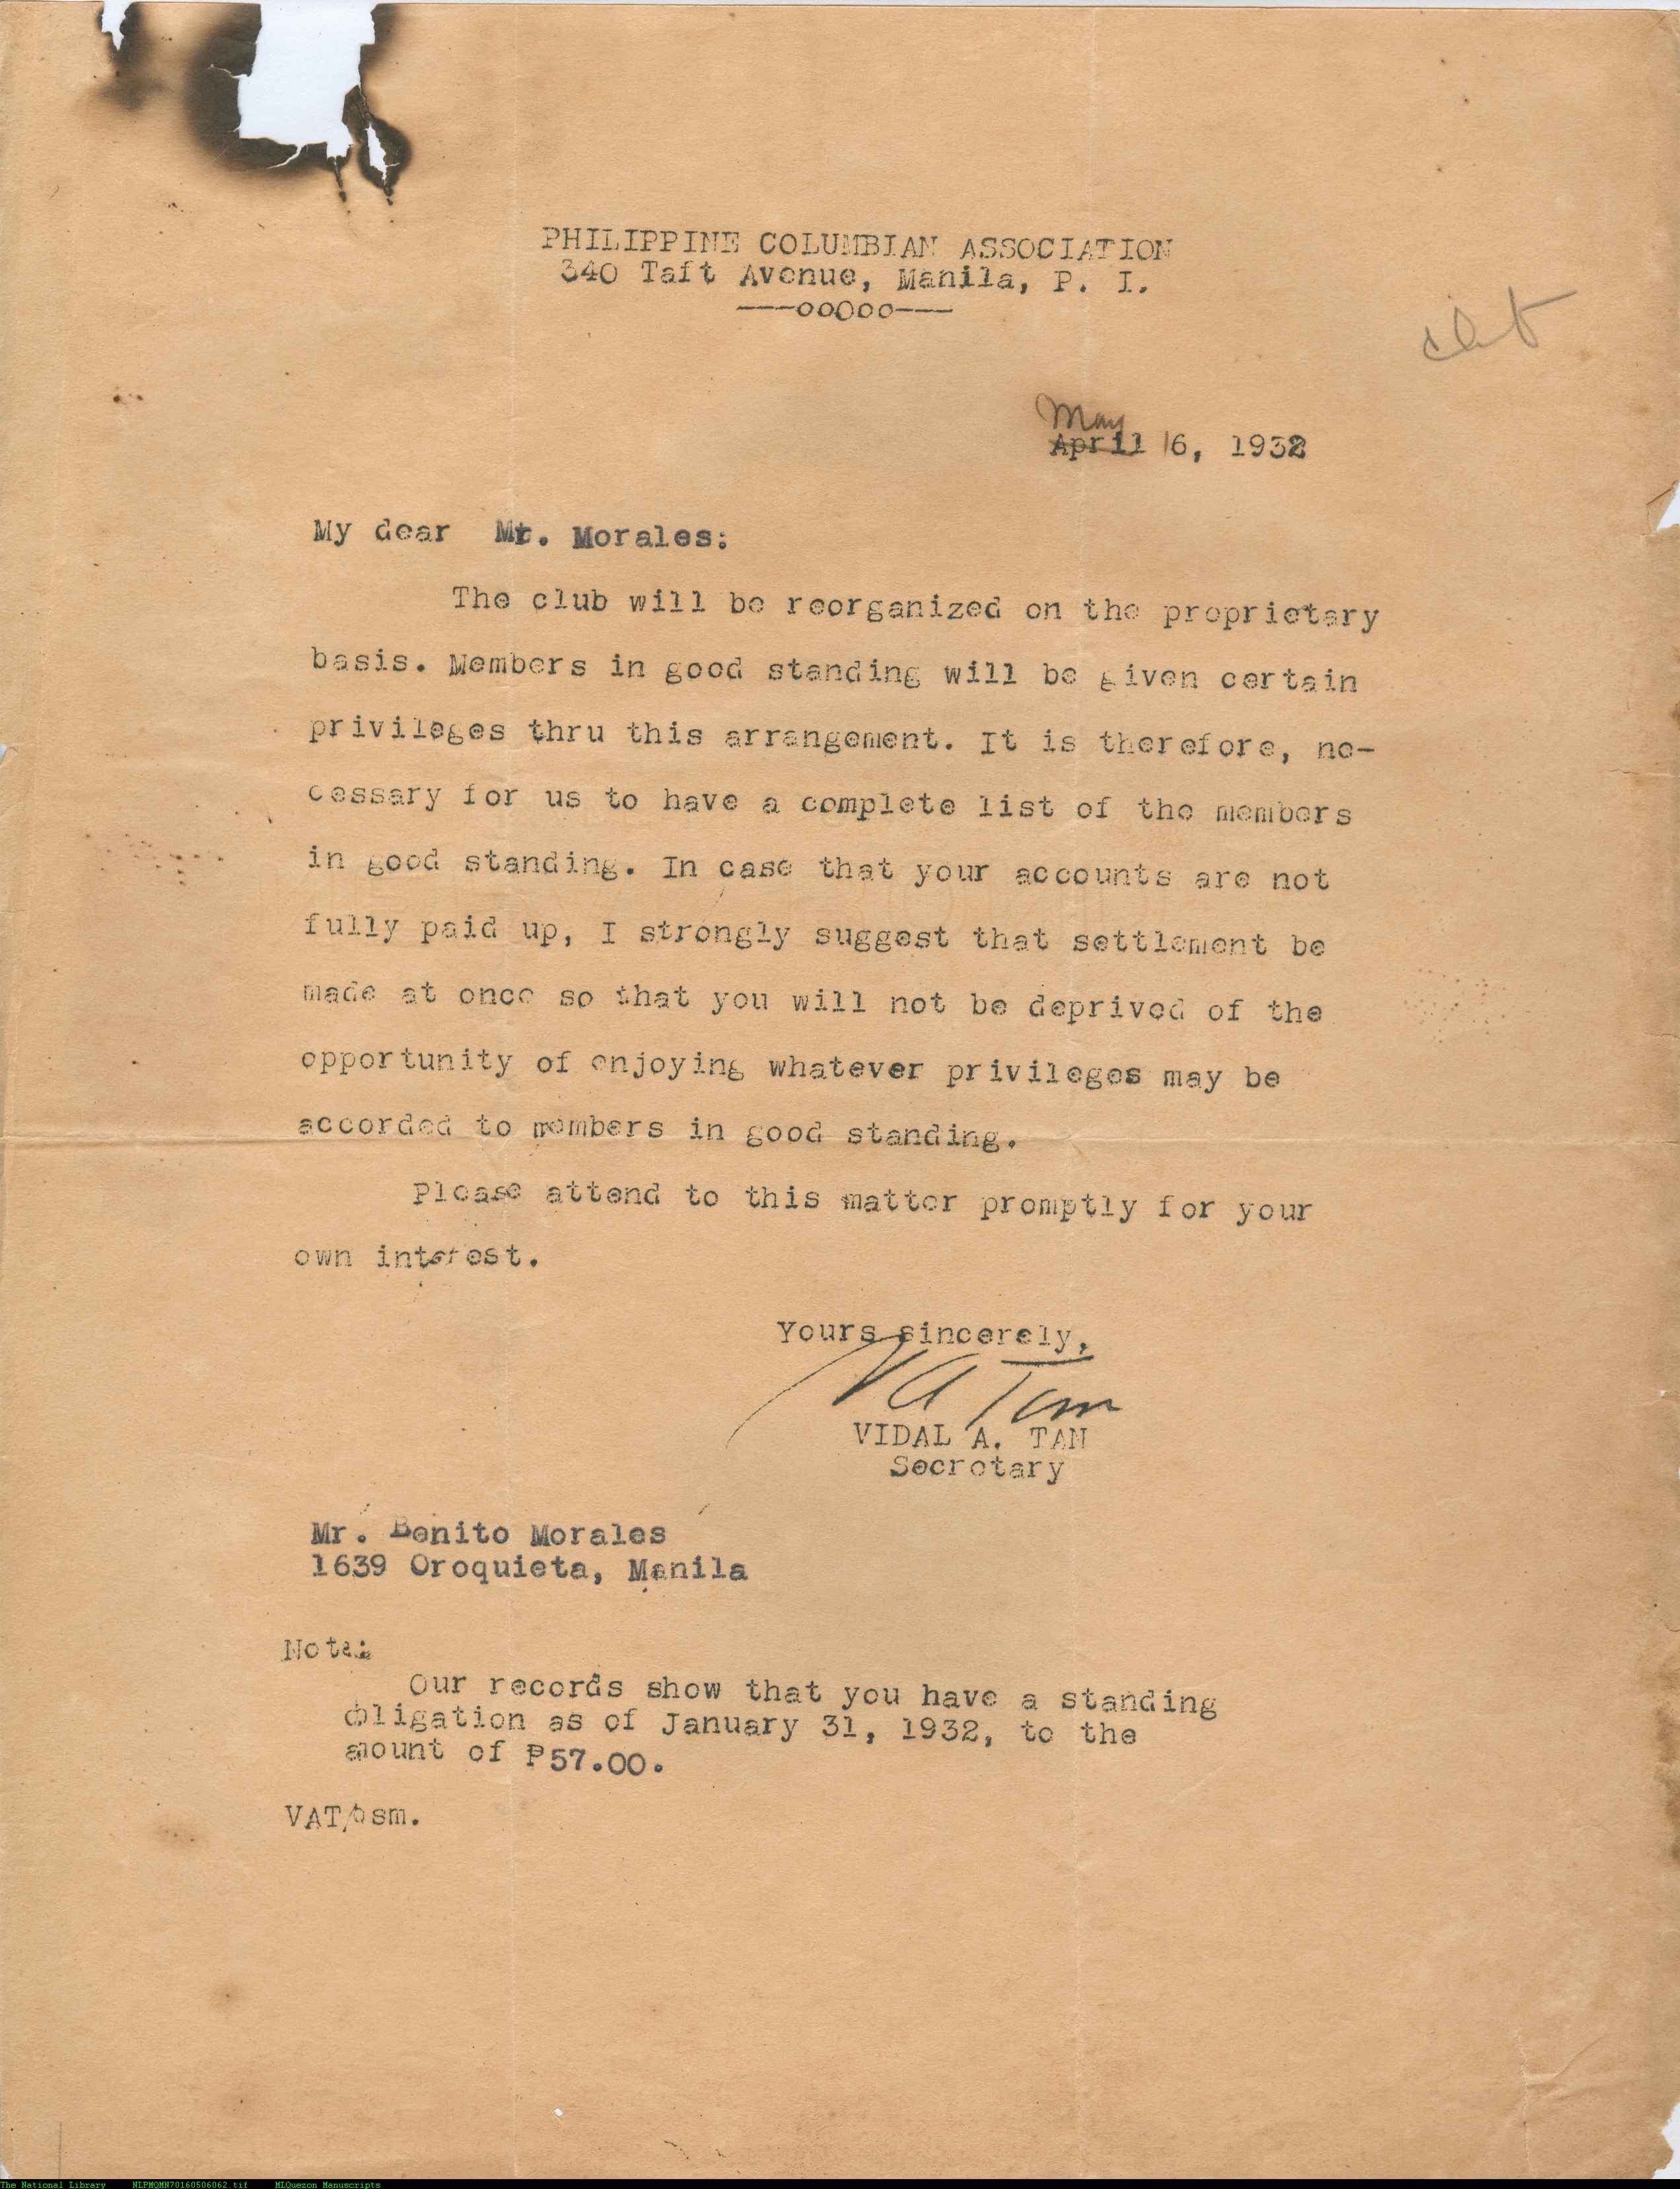 PHILIPPINE COLUMBIAN ASSOCIATION
340 Taft Avenue, Manila, P. I.
---ooOoo---
May
April 16, 1932
My dear Mr. Morales:
The club will be reorganized on the proprietary
basis. Members in good standing will be given certain
privileges thru this arrangement. It is therefore, ne-
cessary for us to have a complete list of the members
in good standing. In case that your accounts are not
fully paid up, I strongly suggest that settlement be
made at once so that you will not be deprived of the
opportunity of enjoying whatever privileges may be
accorded to members in good standing.
Please attend to this matter promptly for your
own interest.
Yours sincerely,
VA Tan
VIDAL A. TAN
Secretary
Mr. Benito Morales
1639 Oroquieta, Manila
Note:
Our records show that you have a standing
obligation as of January 31, 1932, to the
amount of ₱57.00.
VAT/bsm.
The National Library NLPMQMN70160506062.tif MLQuezon Manuscripts